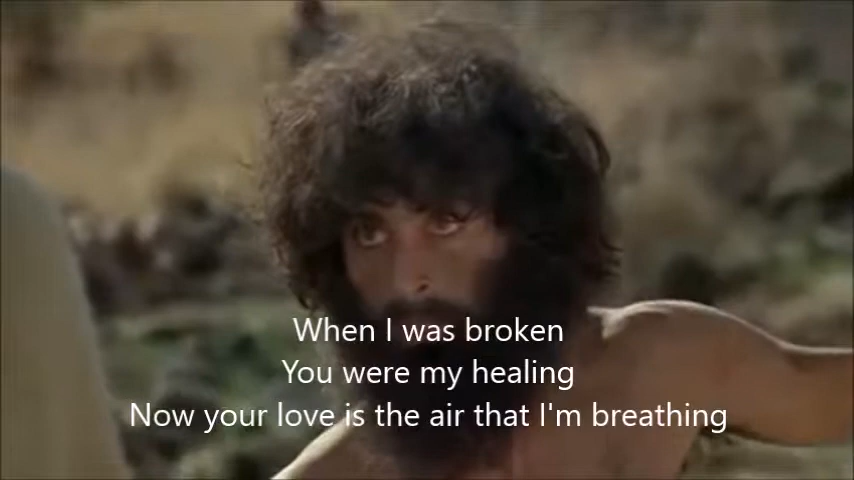 When I was broken
You were my healing
Now your love is the air that I'm breathing